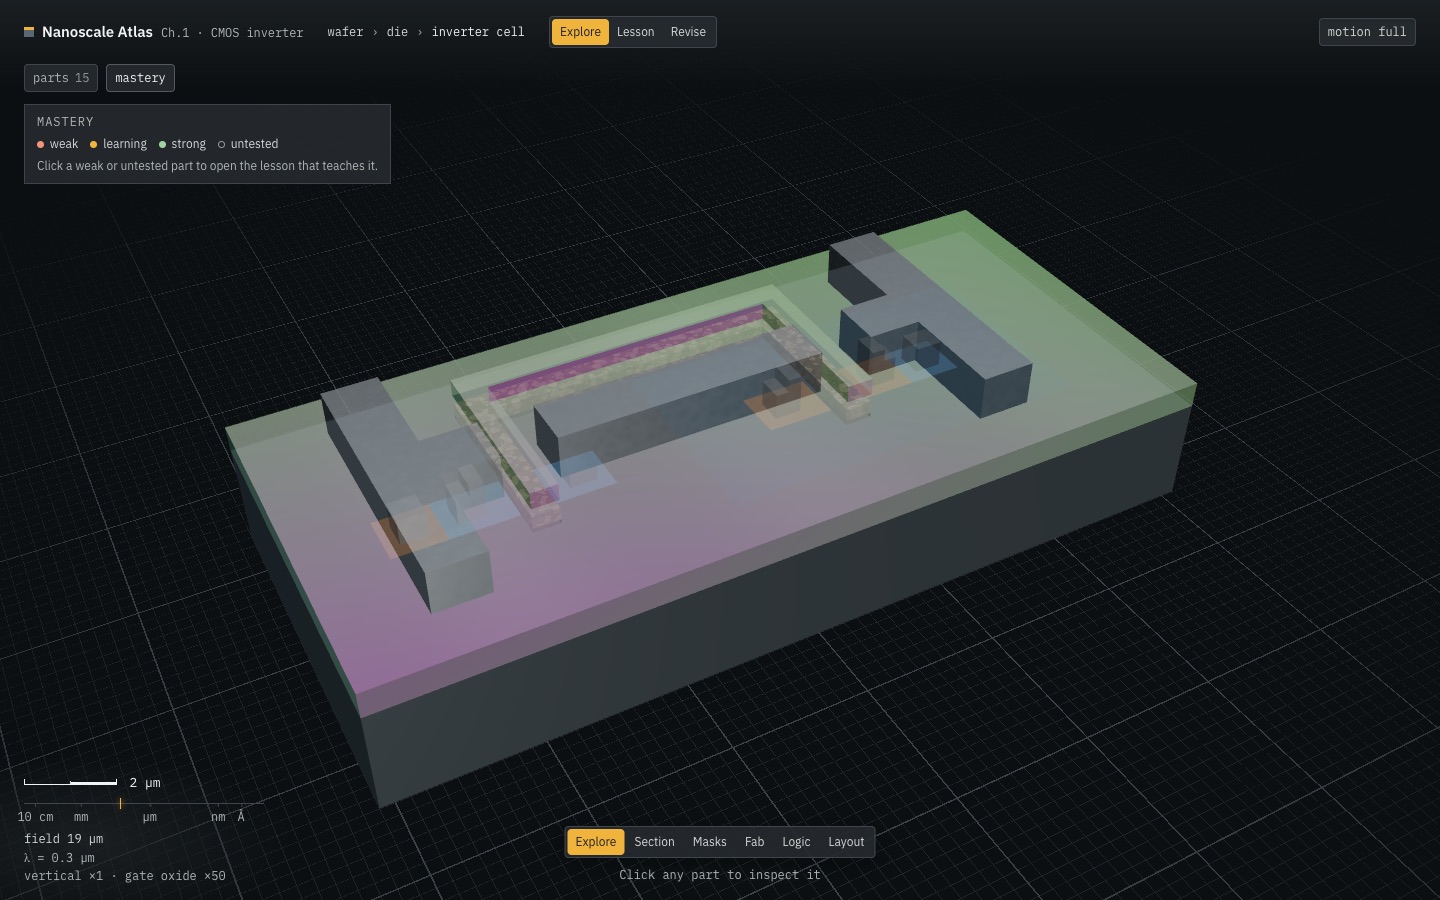 Nanoscale Atlas Ch.1 · CMOS inverter wafer › die › inverter cell Explore Lesson Revise motion full
parts 15 mastery
MASTERY
weak learning strong untested
Click a weak or untested part to open the lesson that teaches it.
2 µm
10 cm mm µm nm Å
field 19 µm
λ = 0.3 µm
vertical ×1 · gate oxide ×50
Explore Section Masks Fab Logic Layout
Click any part to inspect it